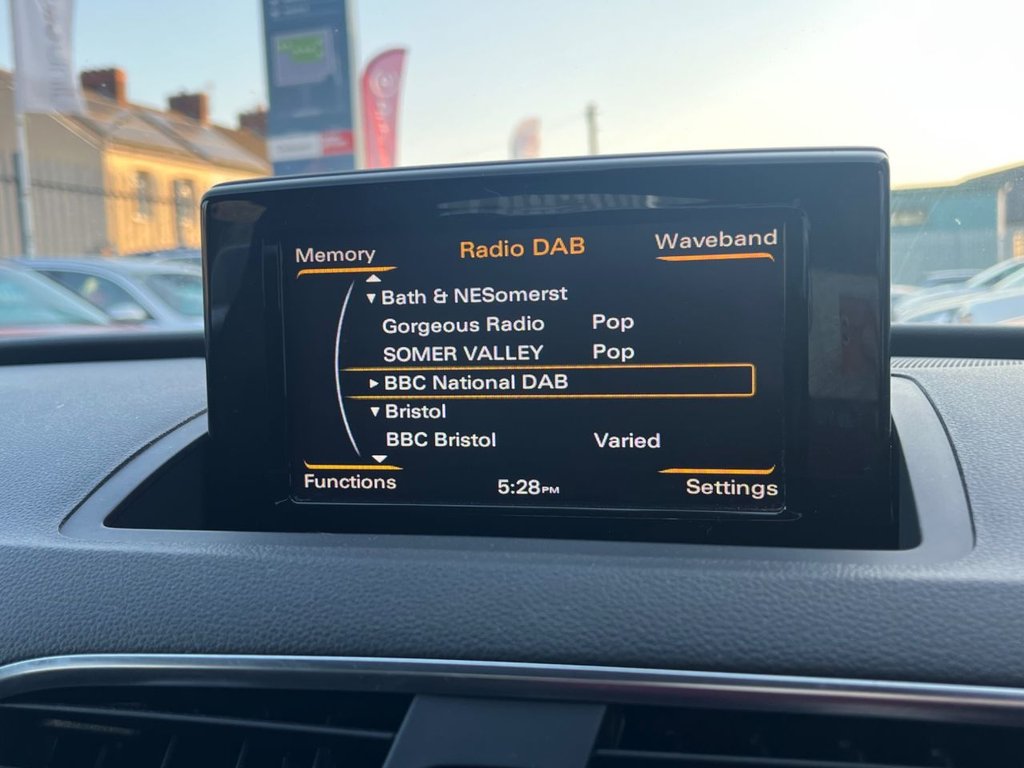 Memory
Radio DAB
Waveband
Bath & NESomerst
Gorgeous Radio Pop
SOMER VALLEY Pop
BBC National DAB
Bristol
BBC Bristol Varied
Functions
5:28PM
Settings